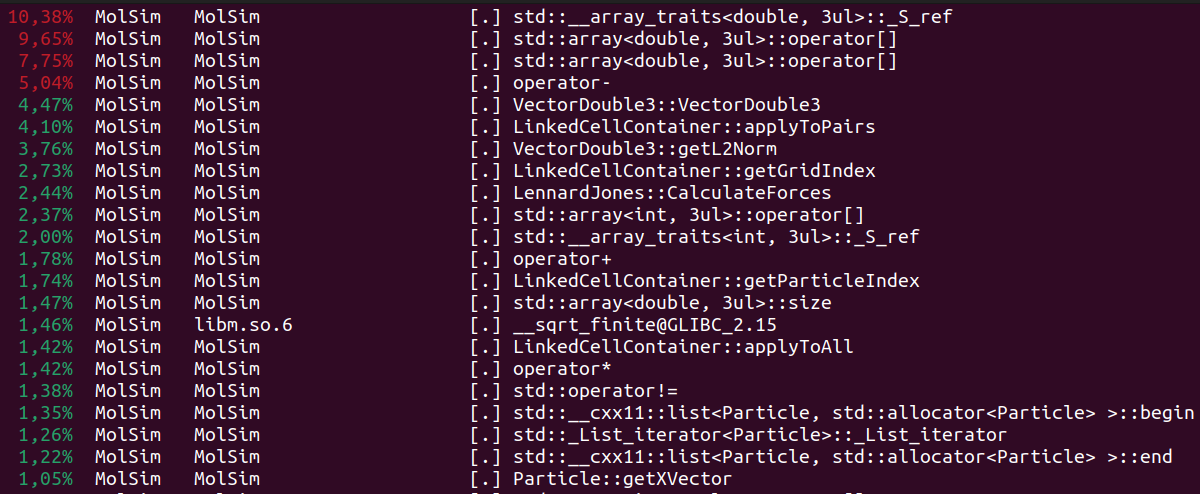 10,38% MolSim MolSim [.] std::__array_traits<double, 3ul>::_S_ref
9,65% MolSim MolSim [.] std::array<double, 3ul>::operator[]
7,75% MolSim MolSim [.] std::array<double, 3ul>::operator[]
5,04% MolSim MolSim [.] operator-
4,47% MolSim MolSim [.] VectorDouble3::VectorDouble3
4,10% MolSim MolSim [.] LinkedCellContainer::applyToPairs
3,76% MolSim MolSim [.] VectorDouble3::getL2Norm
2,73% MolSim MolSim [.] LinkedCellContainer::getGridIndex
2,44% MolSim MolSim [.] LennardJones::CalculateForces
2,37% MolSim MolSim [.] std::array<int, 3ul>::operator[]
2,00% MolSim MolSim [.] std::__array_traits<int, 3ul>::_S_ref
1,78% MolSim MolSim [.] operator+
1,74% MolSim MolSim [.] LinkedCellContainer::getParticleIndex
1,47% MolSim MolSim [.] std::array<double, 3ul>::size
1,46% MolSim libm.so.6 [.] __sqrt_finite@GLIBC_2.15
1,42% MolSim MolSim [.] LinkedCellContainer::applyToAll
1,42% MolSim MolSim [.] operator*
1,38% MolSim MolSim [.] std::operator!=
1,35% MolSim MolSim [.] std::__cxx11::list<Particle, std::allocator<Particle> >::begin
1,26% MolSim MolSim [.] std::_List_iterator<Particle>::_List_iterator
1,22% MolSim MolSim [.] std::__cxx11::list<Particle, std::allocator<Particle> >::end
1,05% MolSim MolSim [.] Particle::getXVector